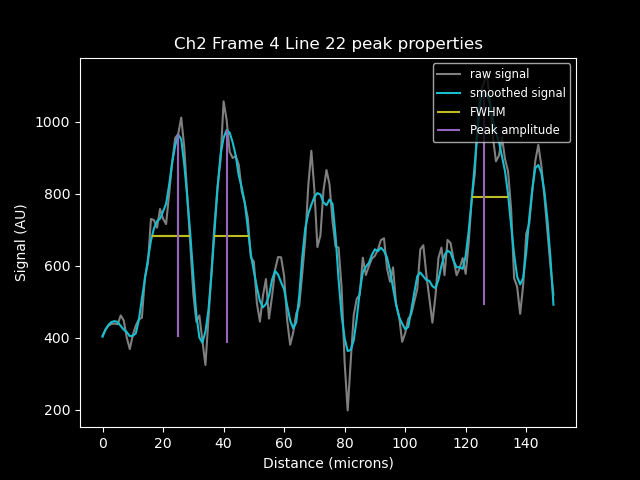 Ch2 Frame 4 Line 22 peak properties
raw signal
smoothed signal
FWHM
Peak amplitude
Signal (AU)
1000
800
600
400
200
0 20 40 60 80 100 120 140
Distance (microns)